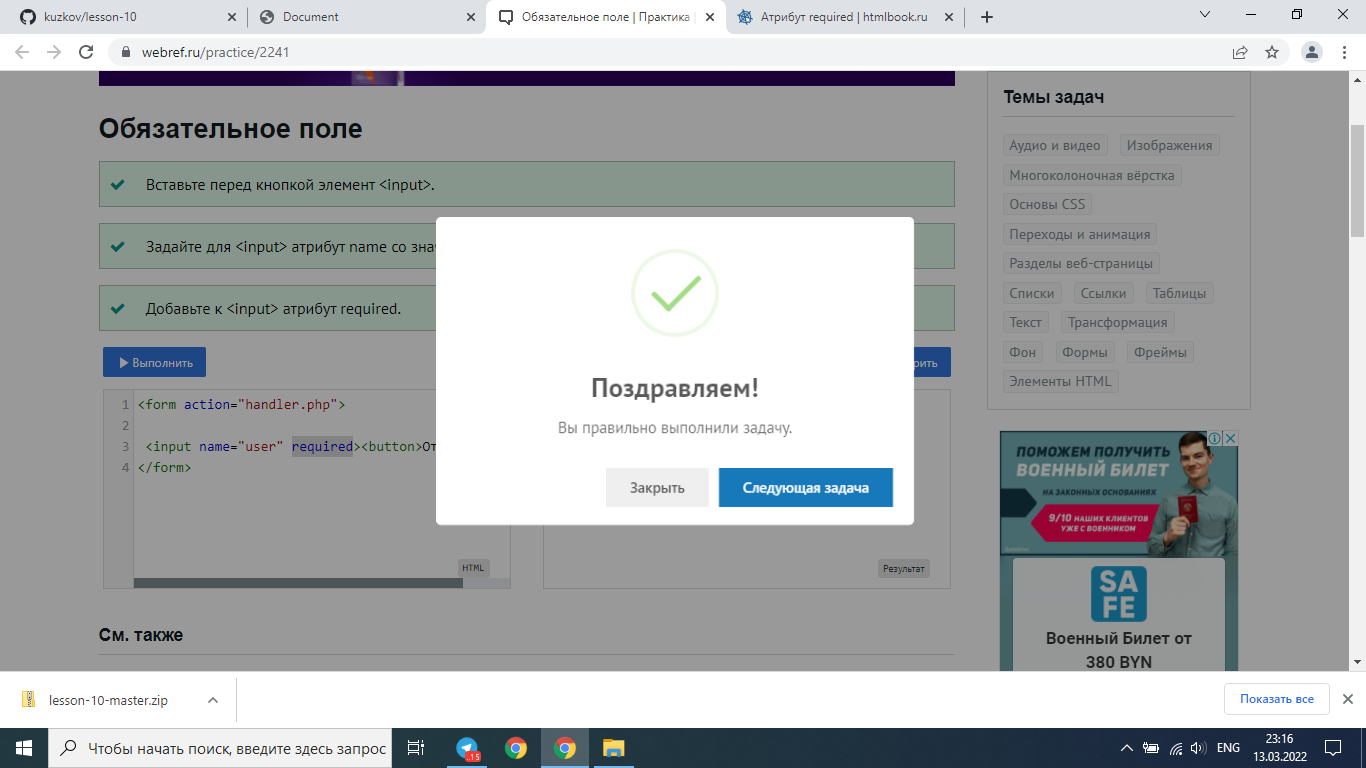 kuzkov/lesson-10
Document
Обязательное поле | Практика
Атрибут required | htmlbook.ru
webref.ru/practice/2241
Обязательное поле
Вставьте перед кнопкой элемент <input>.
Задайте для <input> атрибут name со зна
Добавьте к <input> атрибут required.
Выполнить
рить
1 <form action="handler.php">
2
3 <input name="user" required><button>От
4 </form>
HTML
Результат
См. также
Поздравляем!
Вы правильно выполнили задачу.
Закрыть
Следующая задача
Темы задач
Аудио и видео
Изображения
Многоколоночная вёрстка
Основы CSS
Переходы и анимация
Разделы веб-страницы
Списки
Ссылки
Таблицы
Текст
Трансформация
Фон
Формы
Фреймы
Элементы HTML
ПОМОЖЕМ ПОЛУЧИТЬ
ВОЕННЫЙ БИЛЕТ
НА ЗАКОННЫХ ОСНОВАНИЯХ
9/10 НАШИХ КЛИЕНТОВ
УЖЕ С ВОЕННИКОМ
SA
FE
Военный Билет от
380 BYN
lesson-10-master.zip
Показать все
Чтобы начать поиск, введите здесь запрос
15
ENG
23:16
13.03.2022